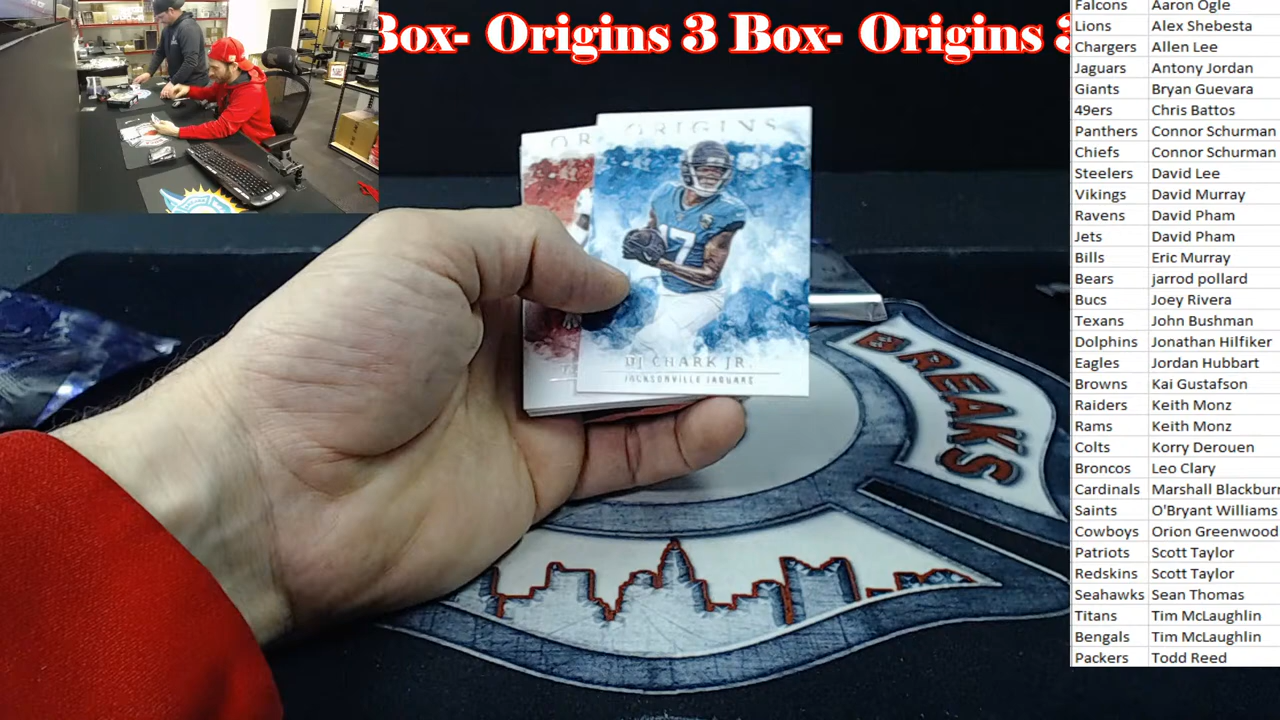 Box- Origins 3 Box- Origins 3
ORIGINS
17
DJ CHARK JR.
JACKSONVILLE JAGUARS
BREAKS
Falcons Aaron Ogle
Lions Alex Shebesta
Chargers Allen Lee
Jaguars Antony Jordan
Giants Bryan Guevara
49ers Chris Battos
Panthers Connor Schurman
Chiefs Connor Schurman
Steelers David Lee
Vikings David Murray
Ravens David Pham
Jets David Pham
Bills Eric Murray
Bears jarrod pollard
Bucs Joey Rivera
Texans John Bushman
Dolphins Jonathan Hilfiker
Eagles Jordan Hubbart
Browns Kai Gustafson
Raiders Keith Monz
Rams Keith Monz
Colts Korry Derouen
Broncos Leo Clary
Cardinals Marshall Blackburn
Saints O'Bryant Williams
Cowboys Orion Greenwood
Patriots Scott Taylor
Redskins Scott Taylor
Seahawks Sean Thomas
Titans Tim McLaughlin
Bengals Tim McLaughlin
Packers Todd Reed